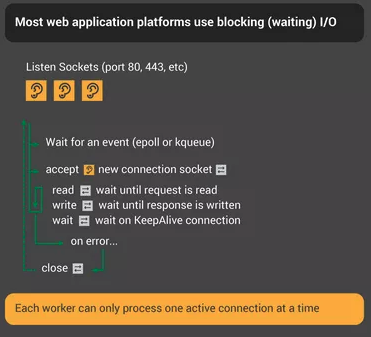 Most web application platforms use blocking (waiting) I/O
Listen Sockets (port 80, 443, etc)
Wait for an event (epoll or kqueue)
accept new connection socket
read wait until request is read
write wait until response is written
wait wait on KeepAlive connection
on error...
close
Each worker can only process one active connection at a time